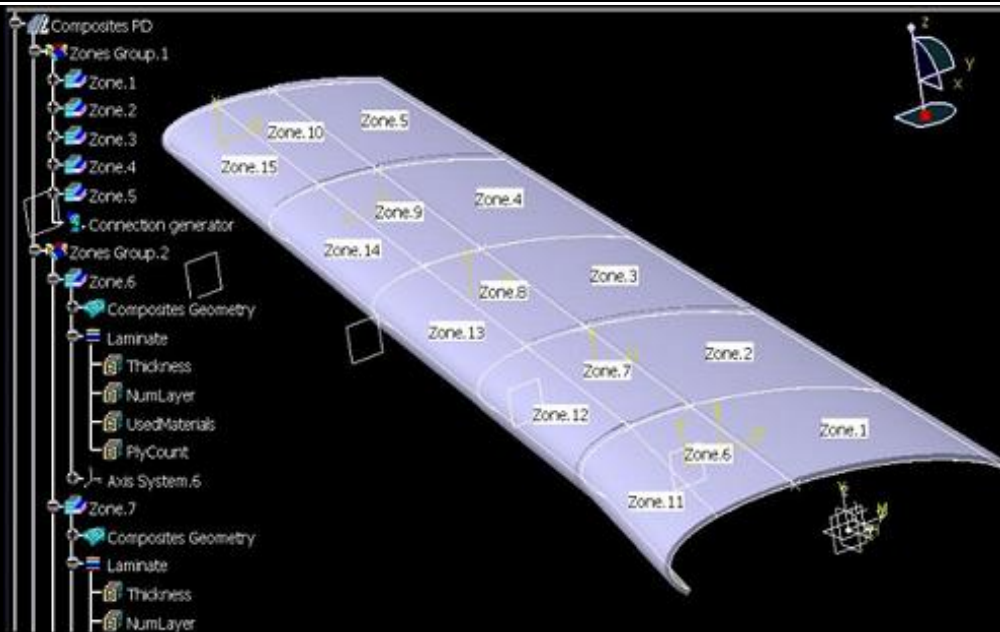 Composites PD
Zones Group.1
Zone.1
Zone.2
Zone.3
Zone.4
Zone.5
Connection generator
Zones Group.2
Zone.6
Composites Geometry
Laminate
Thickness
NumLayer
UsedMaterials
PlyCount
Axis System.6
Zone.7
Composites Geometry
Laminate
Thickness
NumLayer
Zone.10
Zone.5
Zone.15
Zone.9
Zone.4
Zone.14
Zone.8
Zone.3
Zone.13
Zone.7
Zone.2
Zone.12
Zone.6
Zone.1
Zone.11
z
y
x